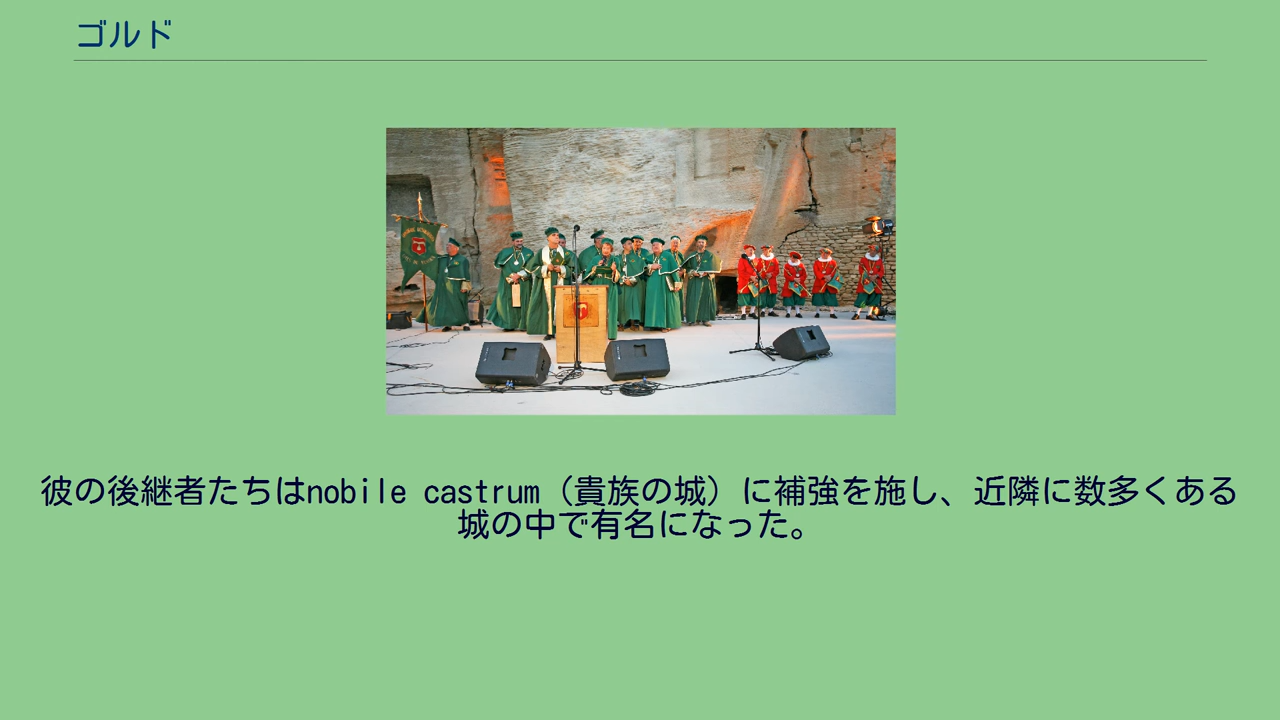 ゴルド
彼の後継者たちはnobile castrum（貴族の城）に補強を施し、近隣に数多くある
城の中で有名になった。